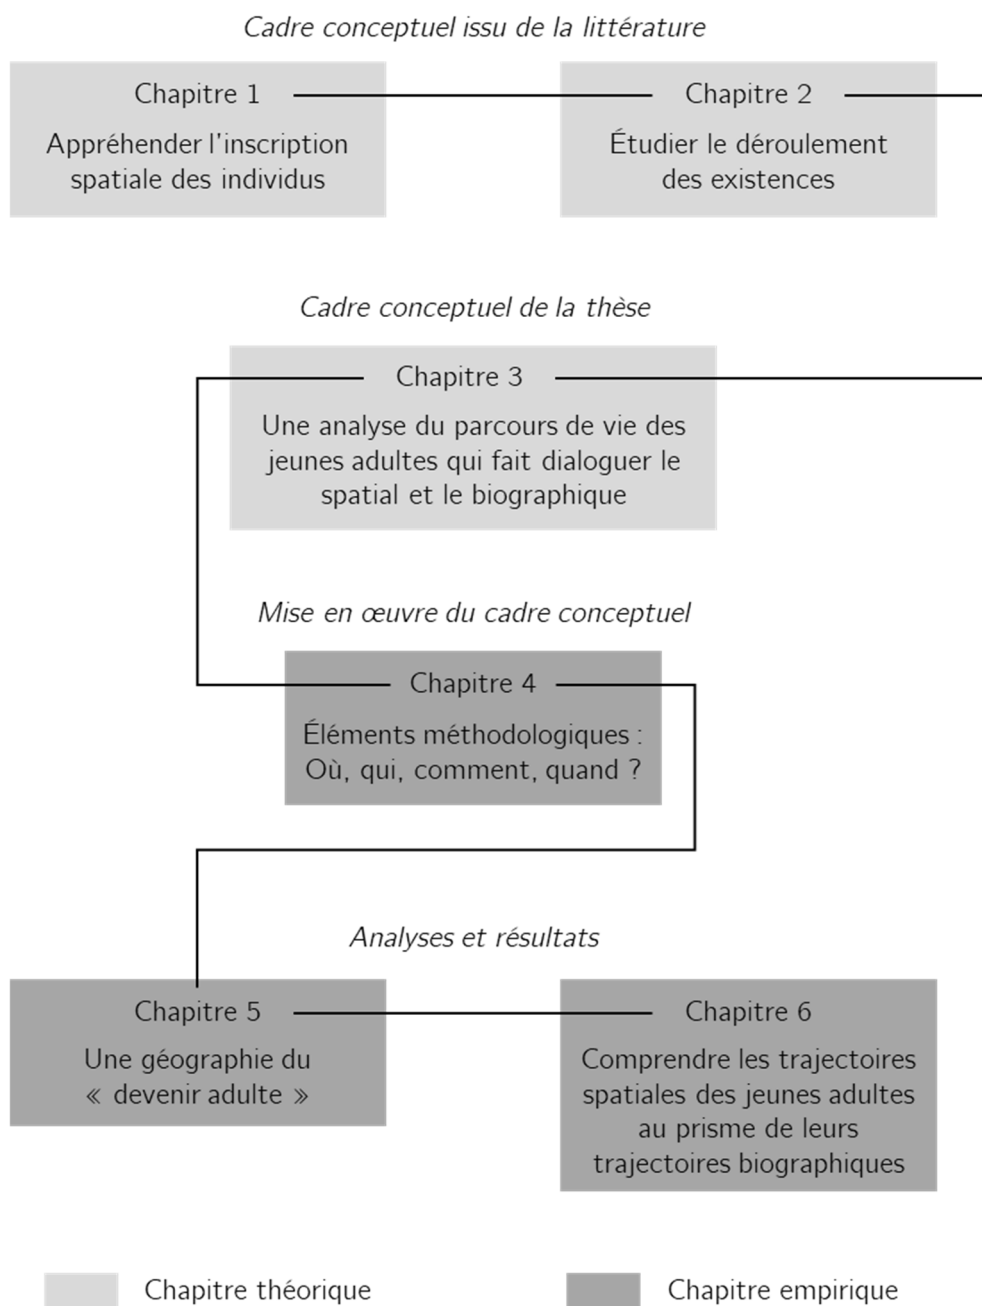 Cadre conceptuel issu de la littérature
Chapitre 1
Appréhender l'inscription
spatiale des individus
Chapitre 2
Étudier le déroulement
des existences
Cadre conceptuel de la thèse
Chapitre 3
Une analyse du parcours de vie des
jeunes adultes qui fait dialoguer le
spatial et le biographique
Mise en œuvre du cadre conceptuel
Chapitre 4
Éléments méthodologiques :
Où, qui, comment, quand ?
Analyses et résultats
Chapitre 5
Une géographie du
« devenir adulte »
Chapitre 6
Comprendre les trajectoires
spatiales des jeunes adultes
au prisme de leurs
trajectoires biographiques
Chapitre théorique
Chapitre empirique